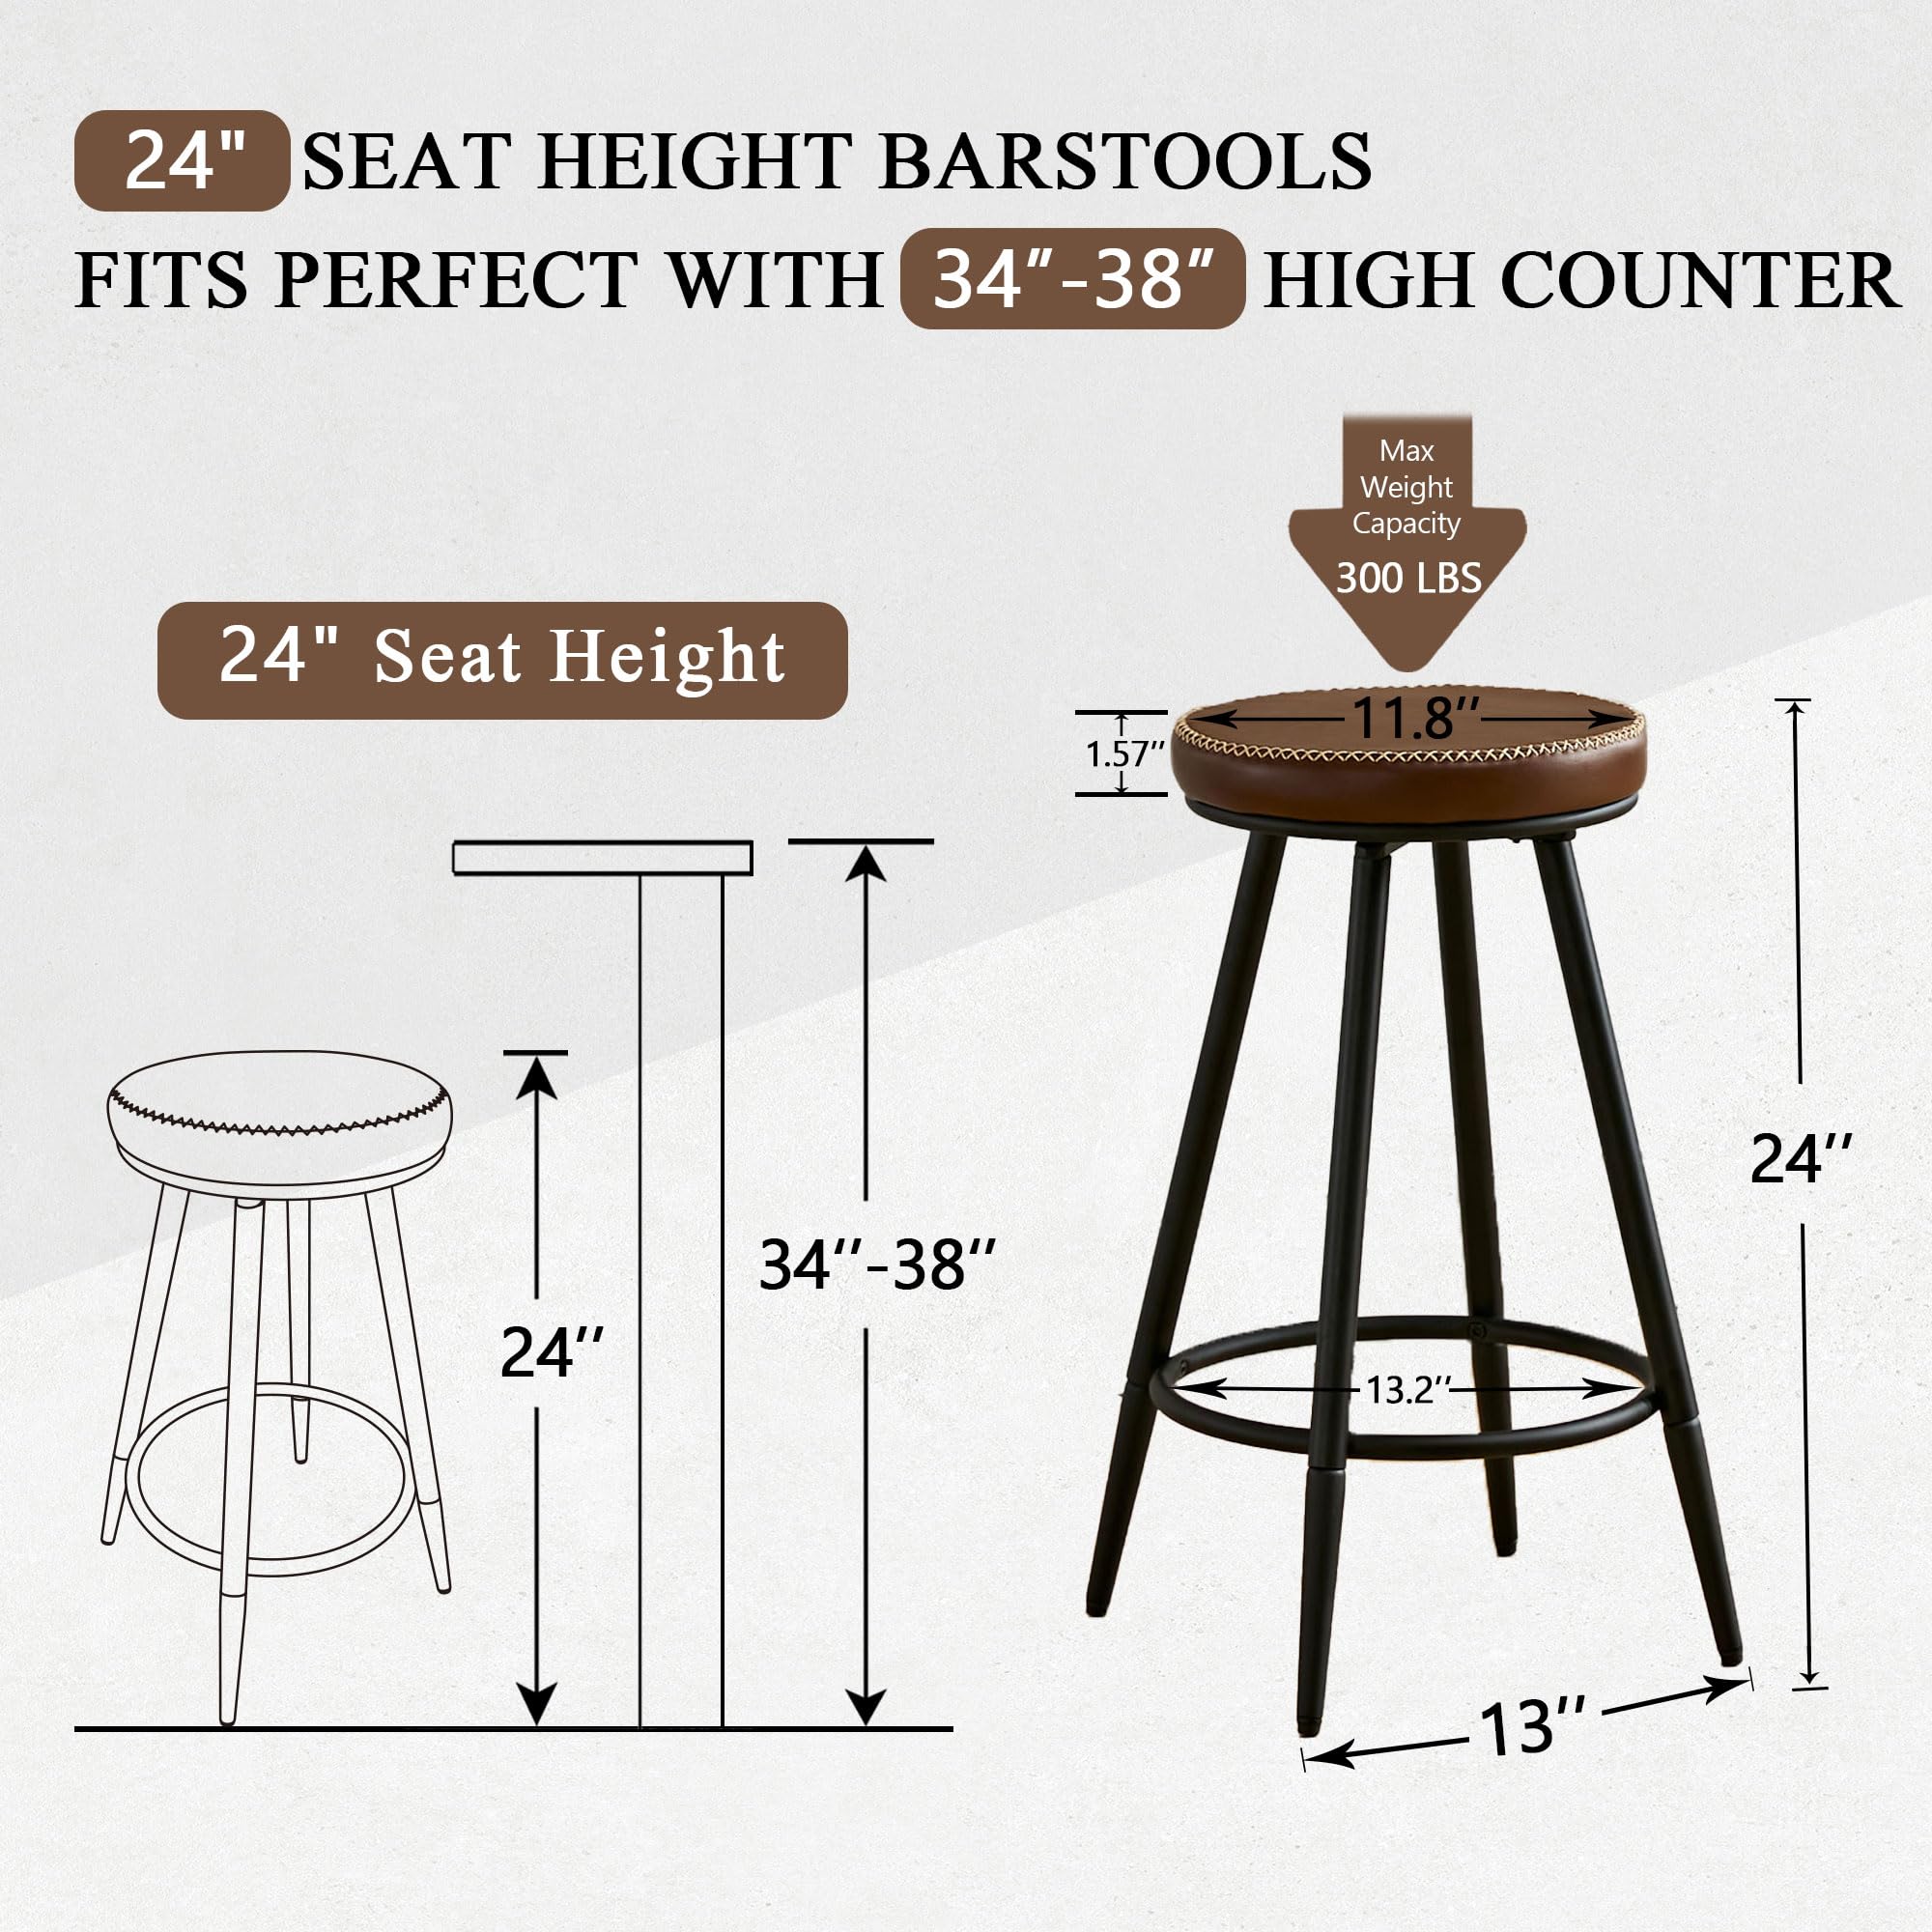 24" SEAT HEIGHT BARSTOOLS
FITS PERFECT WITH 34"-38" HIGH COUNTER
Max
Weight
Capacity
300 LBS
24" Seat Height
11.8''
1.57''
24''
34''-38''
24''
13.2''
13''